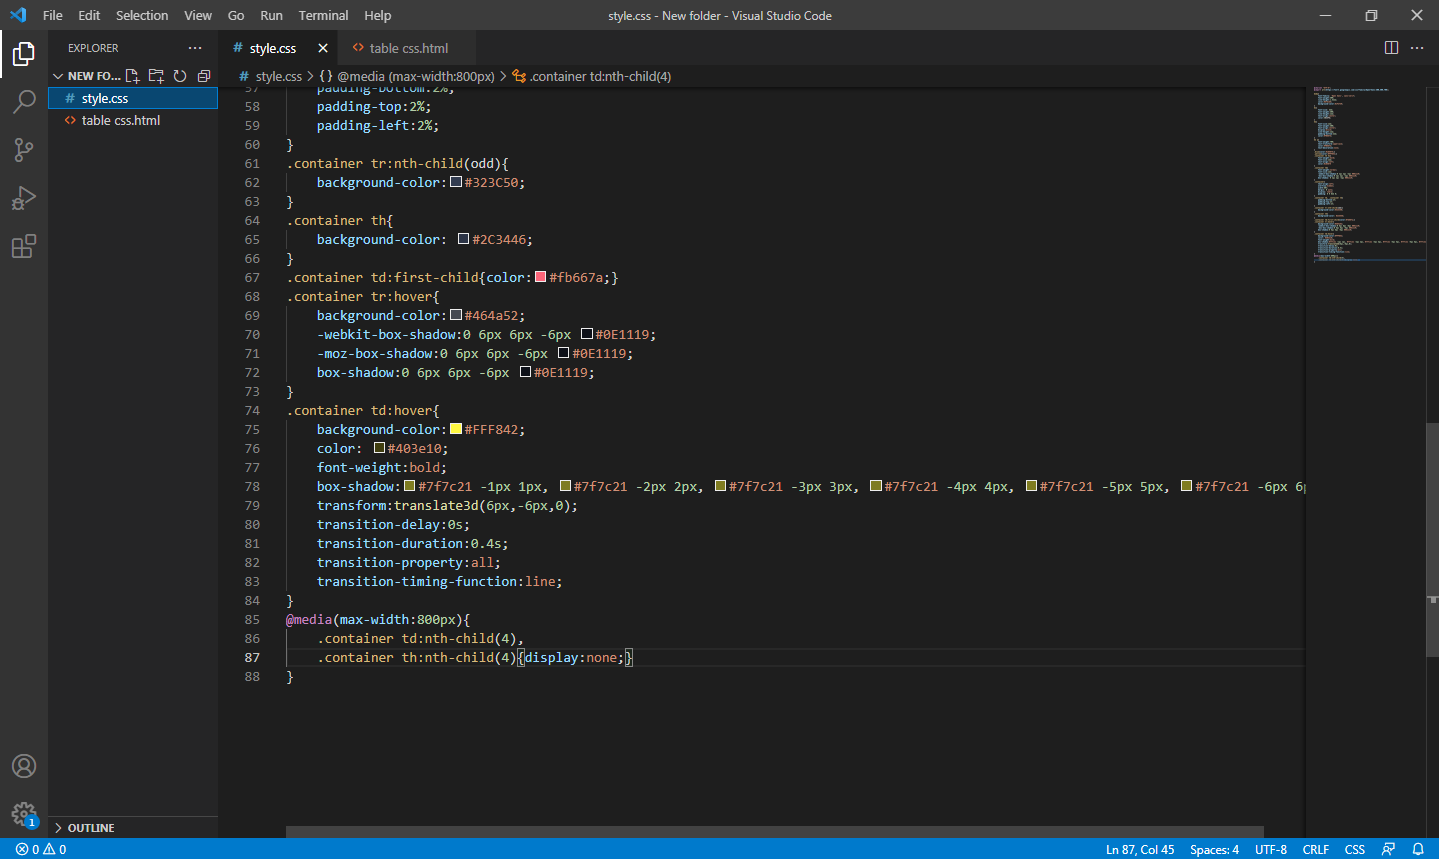 File Edit Selection View Go Run Terminal Help
style.css - New folder - Visual Studio Code
EXPLORER
NEW FO...
# style.css
<> table css.html
# style.css
<> table css.html
# style.css > {} @media (max-width:800px) > .container td:nth-child(4)
57 padding-bottom:2%;
58 padding-top:2%;
59 padding-left:2%;
60 }
61 .container tr:nth-child(odd){
62 background-color:#323C50;
63 }
64 .container th{
65 background-color: #2C3446;
66 }
67 .container td:first-child{color:#fb667a;}
68 .container tr:hover{
69 background-color:#464a52;
70 -webkit-box-shadow:0 6px 6px -6px #0E1119;
71 -moz-box-shadow:0 6px 6px -6px #0E1119;
72 box-shadow:0 6px 6px -6px #0E1119;
73 }
74 .container td:hover{
75 background-color:#FFF842;
76 color: #403e10;
77 font-weight:bold;
78 box-shadow:#7f7c21 -1px 1px, #7f7c21 -2px 2px, #7f7c21 -3px 3px, #7f7c21 -4px 4px, #7f7c21 -5px 5px, #7f7c21 -6px 6p
79 transform:translate3d(6px,-6px,0);
80 transition-delay:0s;
81 transition-duration:0.4s;
82 transition-property:all;
83 transition-timing-function:line;
84 }
85 @media(max-width:800px){
86 .container td:nth-child(4),
87 .container th:nth-child(4){display:none;}
88 }
1
OUTLINE
0 0
Ln 87, Col 45 Spaces: 4 UTF-8 CRLF CSS